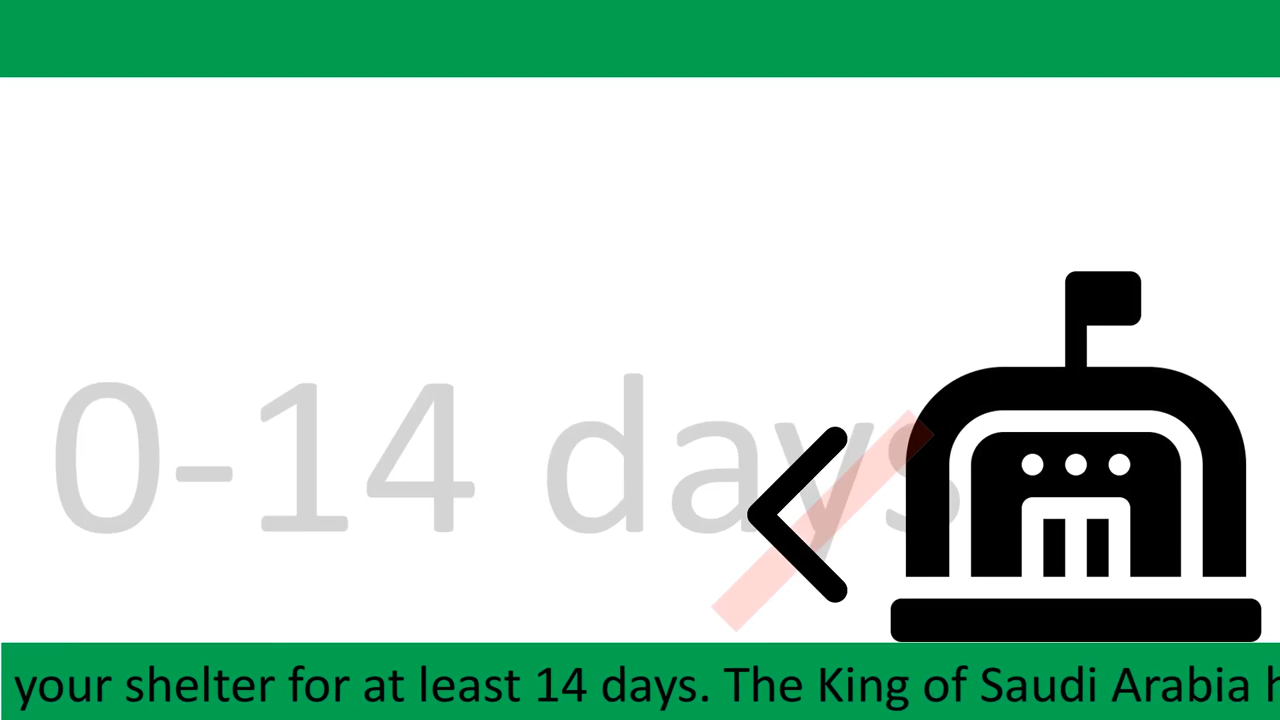 0-14 days
your shelter for at least 14 days. The King of Saudi Arabia